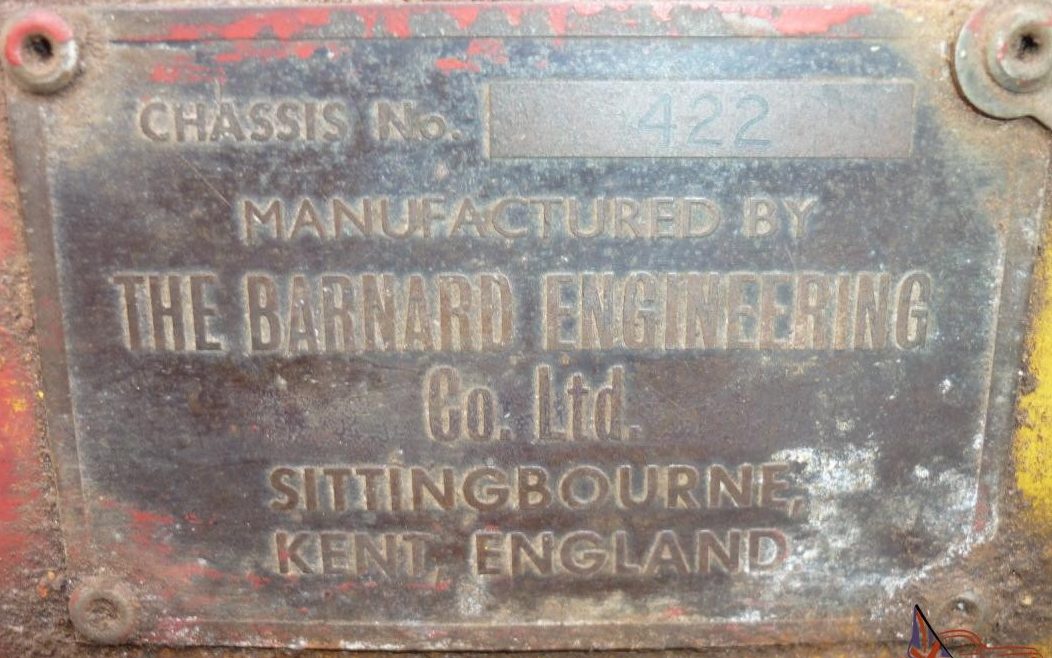 CHASSIS No. 422
MANUFACTURED BY
THE BARNARD ENGINEERING
Co. Ltd.
SITTINGBOURNE,
KENT, ENGLAND.